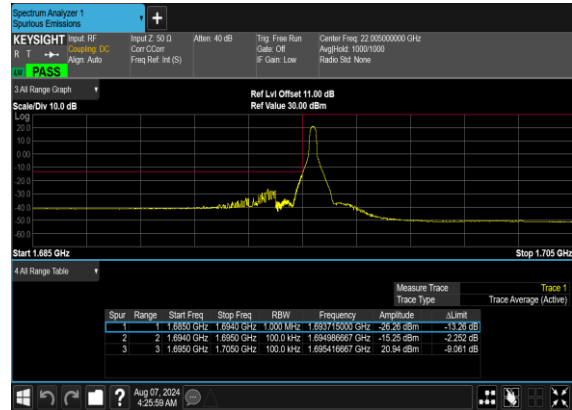 Spectrum Analyzer 1
Spurious Emissions
KEYSIGHT Input: RF Input Z: 50 Ω Atten: 40 dB Trig: Free Run Center Freq: 22.005000000 GHz
R T Coupling: DC Corr CCorr Gate: Off Avg|Hold: 1000/1000
Align: Auto Freq Ref: Int (S) IF Gain: Low Radio Std: None
LW PASS
3 All Range Graph
Ref Lvl Offset 11.00 dB
Scale/Div 10.0 dB Ref Value 30.00 dBm
Log
20.0
10.0
0.00
-10.0
-20.0
-30.0
-40.0
-50.0
-60.0
Start 1.685 GHz Stop 1.705 GHz
4 All Range Table
Measure Trace Trace 1
Trace Type Trace Average (Active)
Spur Range Start Freq Stop Freq RBW Frequency Amplitude ΔLimit
1 1 1.6850 GHz 1.6940 GHz 1.000 MHz 1.693715000 GHz -26.26 dBm -13.26 dB
2 2 1.6940 GHz 1.6950 GHz 100.0 kHz 1.694986667 GHz -15.25 dBm -2.252 dB
3 3 1.6950 GHz 1.7050 GHz 100.0 kHz 1.695416667 GHz 20.94 dBm -9.061 dB
Aug 07, 2024
4:25:59 AM